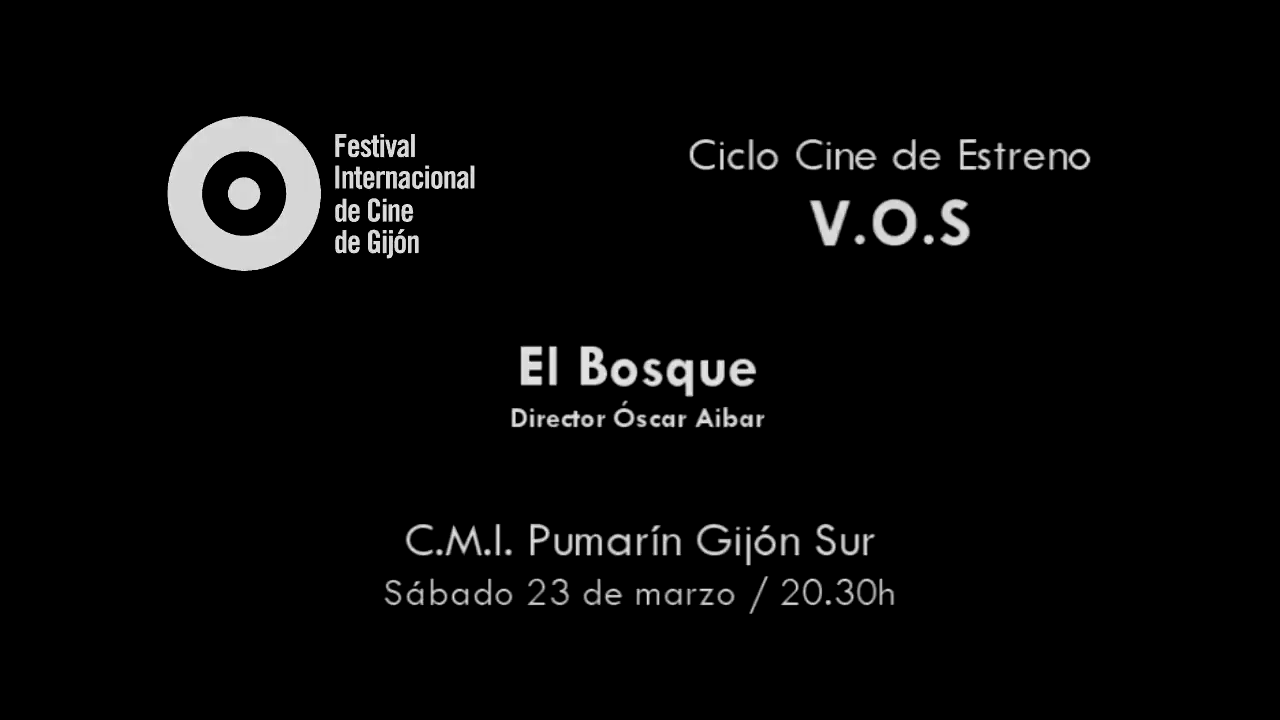 Festival
Internacional
de Cine
de Gijón
Ciclo Cine de Estreno
V.O.S
El Bosque
Director Óscar Aibar
C.M.I. Pumarín Gijón Sur
Sábado 23 de marzo / 20.30h